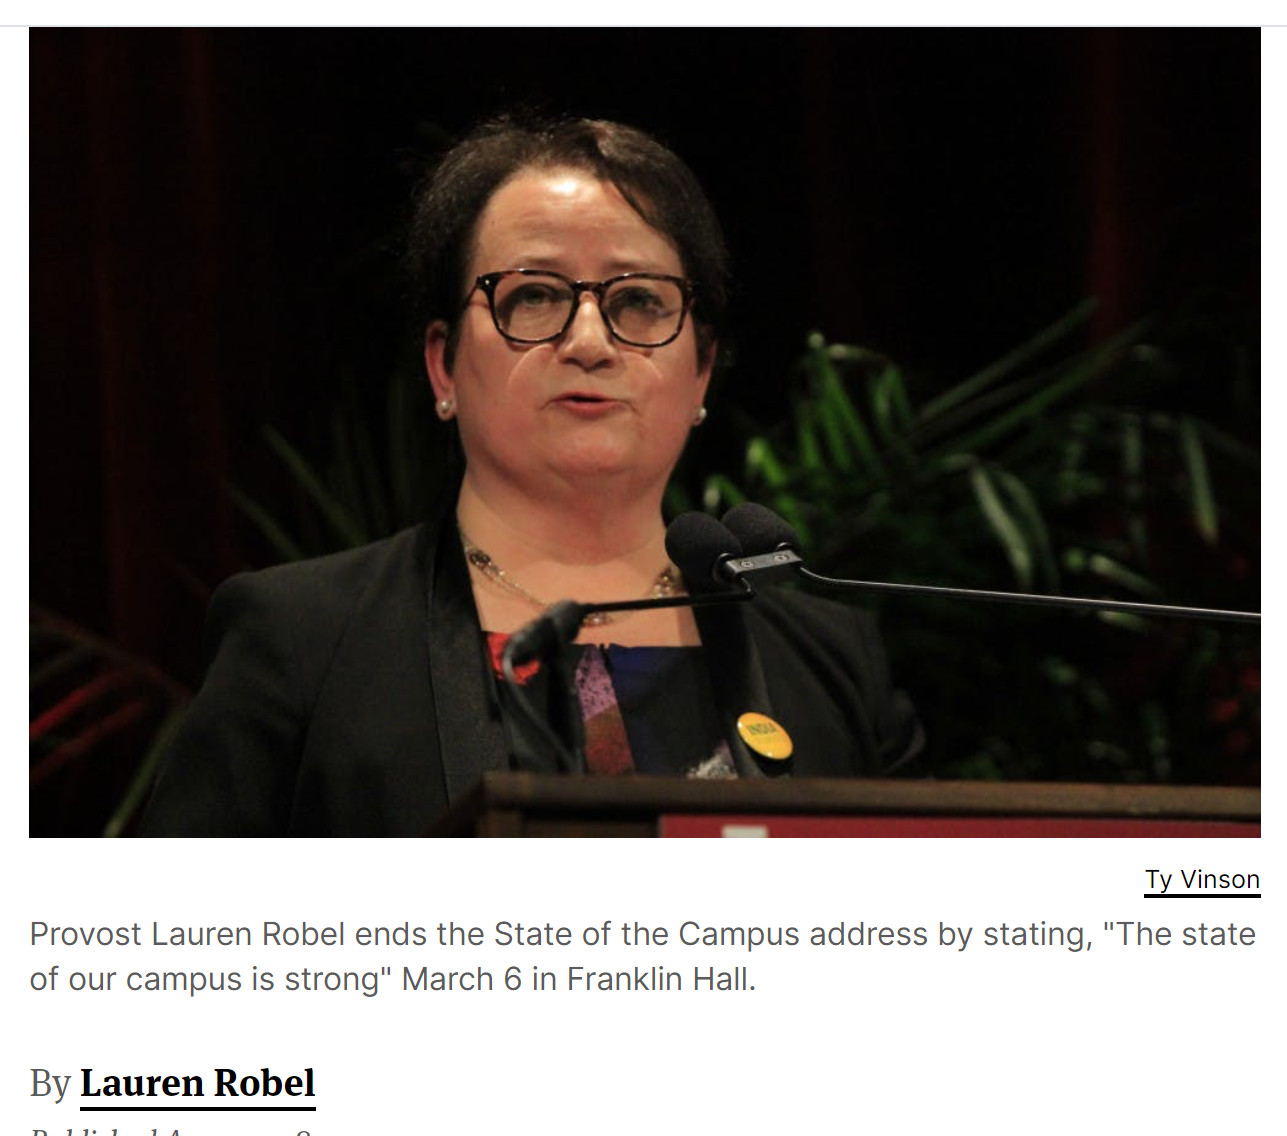 INDIA
Ty Vinson
Provost Lauren Robel ends the State of the Campus address by stating, "The state
of our campus is strong" March 6 in Franklin Hall.
By Lauren Robel